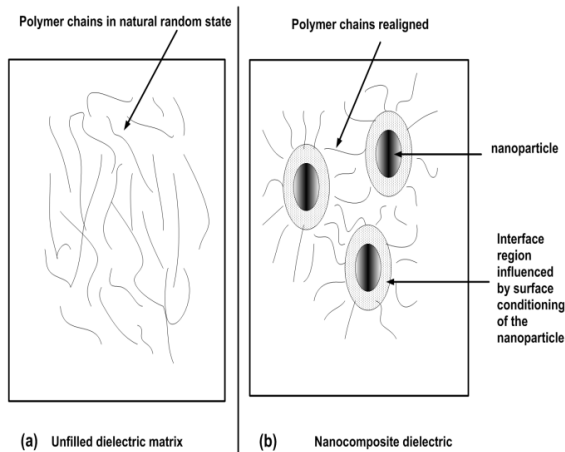 Polymer chains in natural random state
Polymer chains realigned
nanoparticle
Interface
region
influenced
by surface
conditioning
of the
nanoparticle
(a) Unfilled dielectric matrix
(b) Nanocomposite dielectric